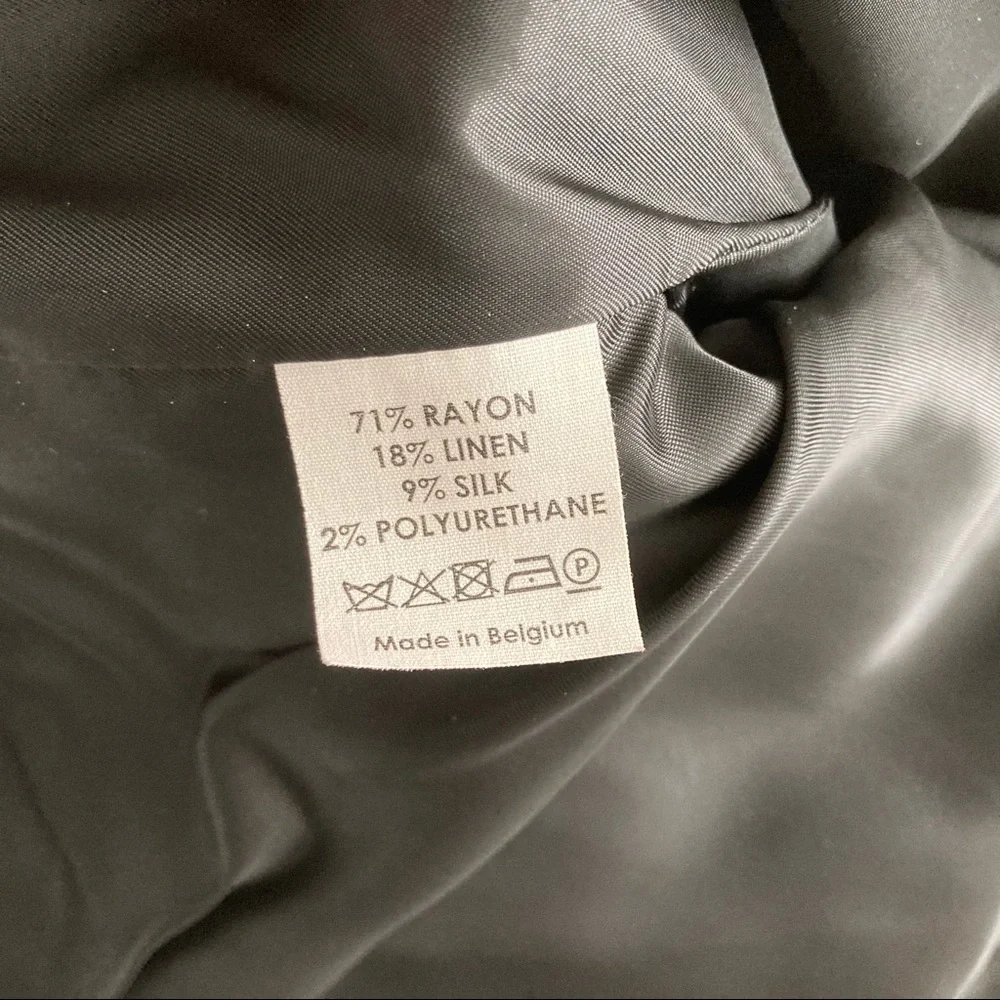 71% RAYON
18% LINEN
9% SILK
2% POLYURETHANE
P
Made in Belgium